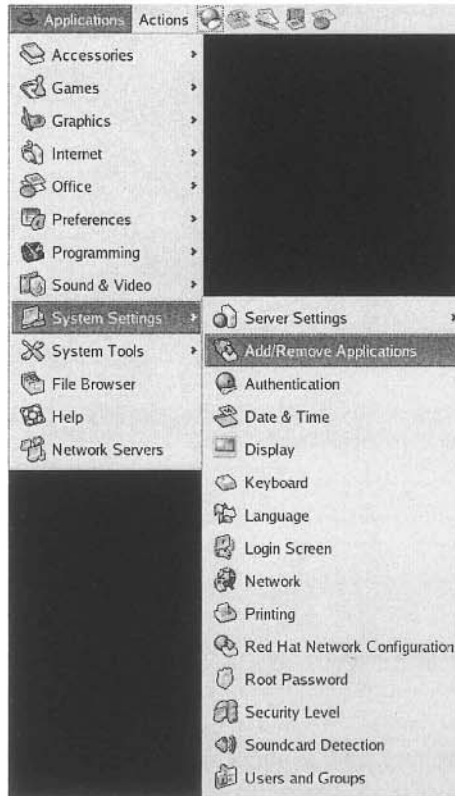 Applications Actions
Accessories
Games
Graphics
Internet
Office
Preferences
Programming
Sound & Video
System Settings
System Tools
File Browser
Help
Network Servers
Server Settings
Add/Remove Applications
Authentication
Date & Time
Display
Keyboard
Language
Login Screen
Network
Printing
Red Hat Network Configuration
Root Password
Security Level
Soundcard Detection
Users and Groups